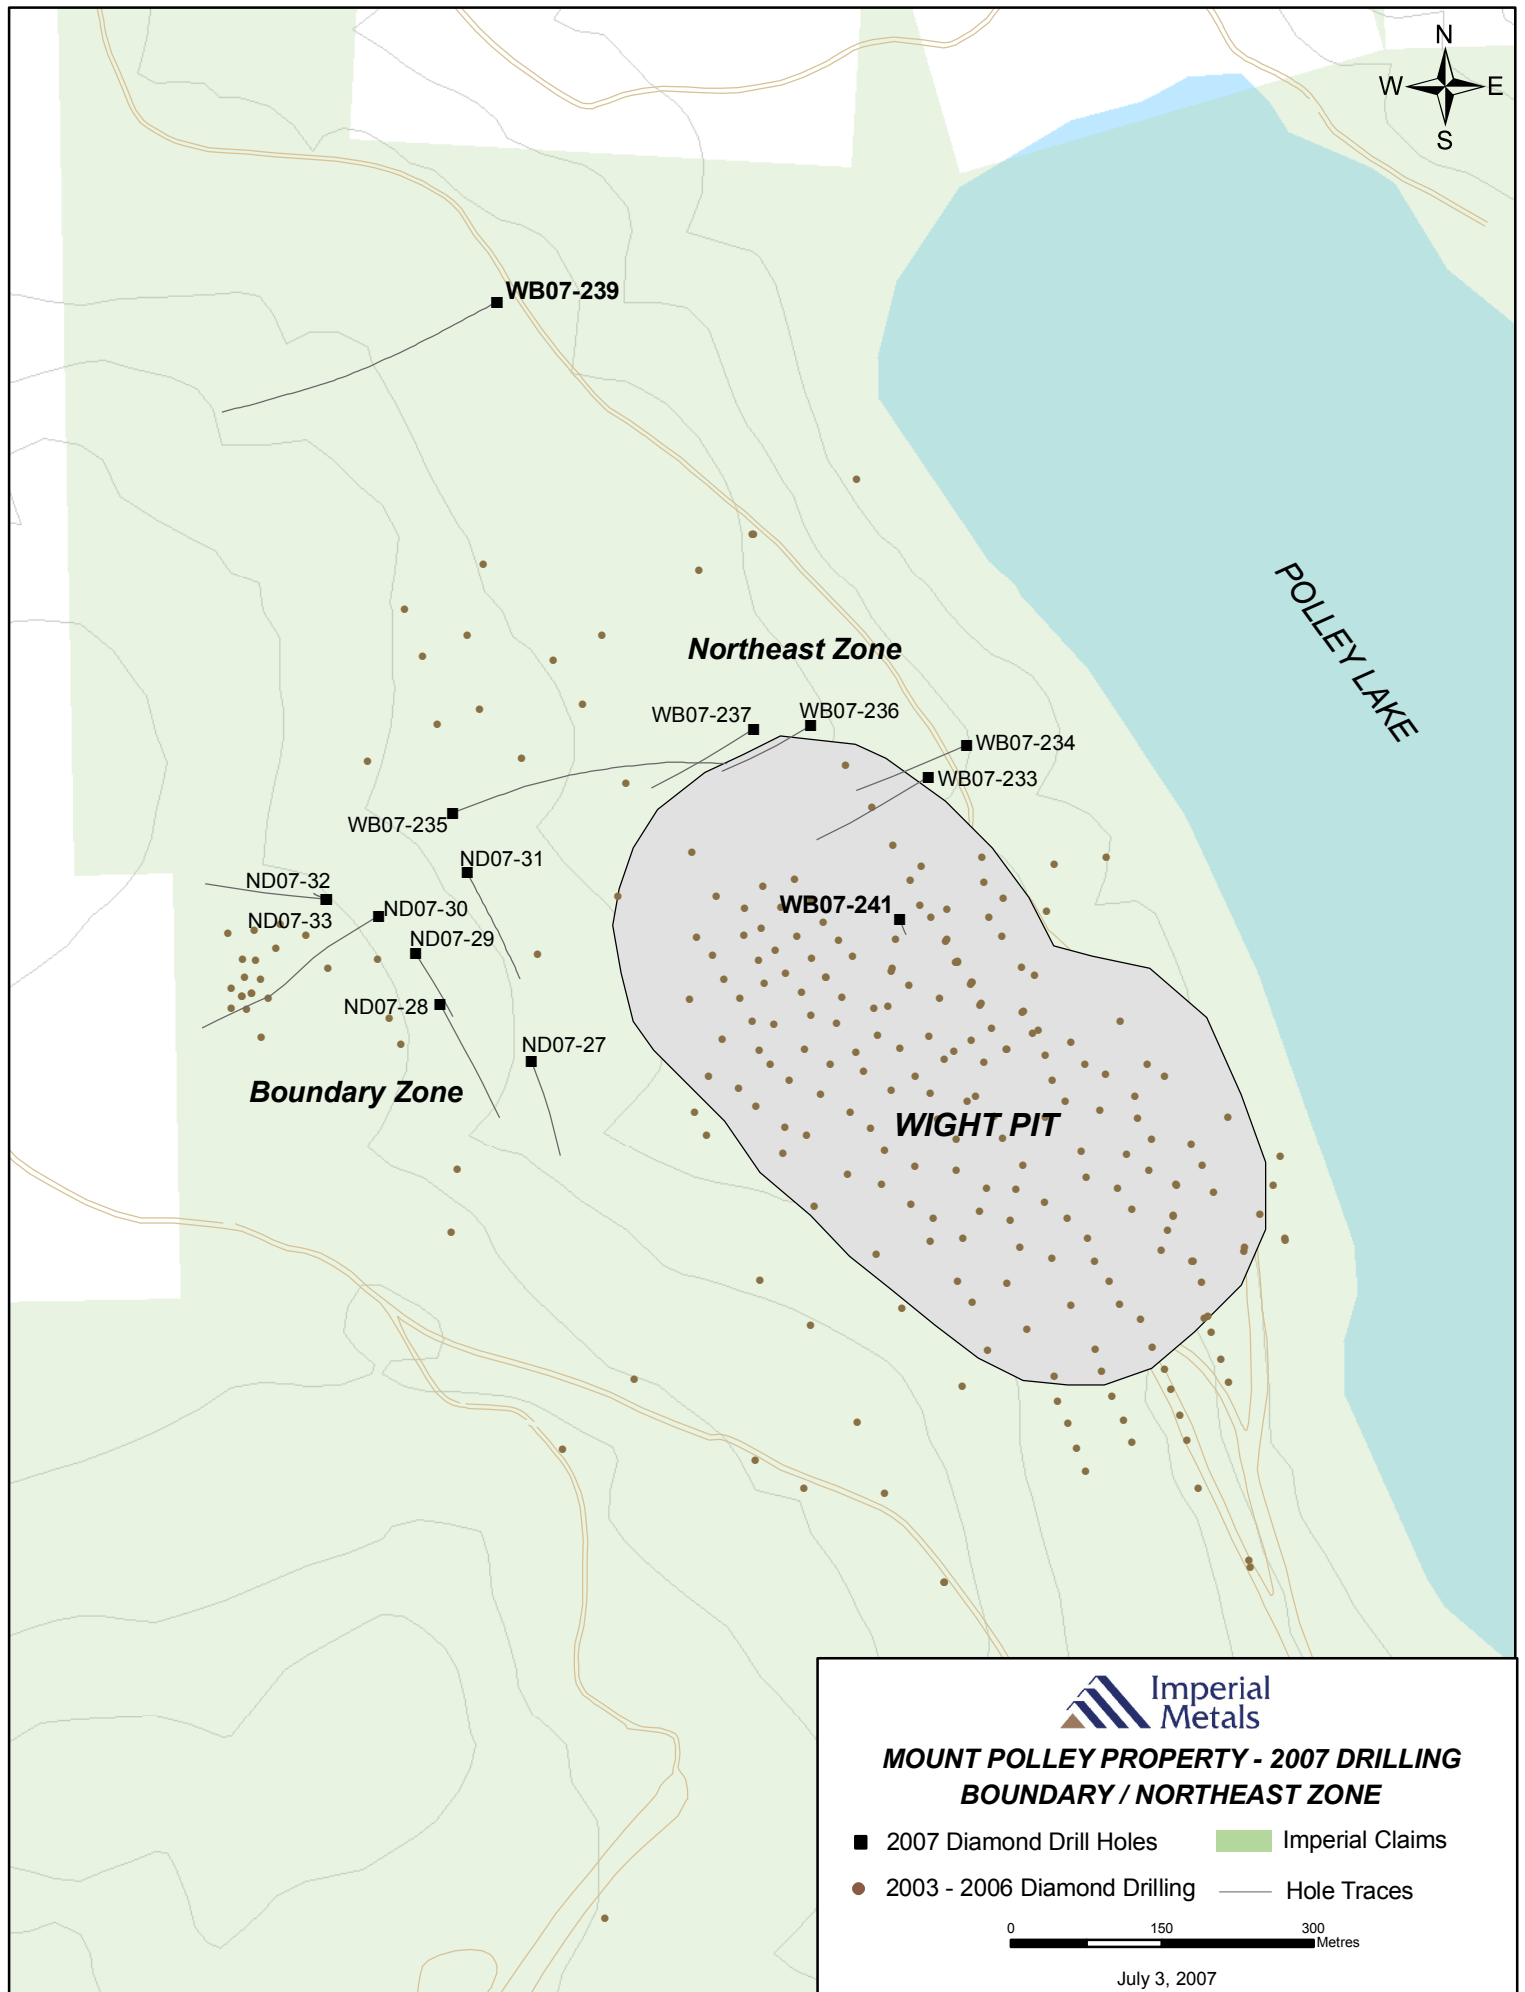 N
W E
S
WB07-239
POLLEY LAKE
Northeast Zone
WB07-237
WB07-236
WB07-234
WB07-233
WB07-235
ND07-31
ND07-32
ND07-33
ND07-30
WB07-241
ND07-29
ND07-28
ND07-27
Boundary Zone
WIGHT PIT
Imperial
Metals
MOUNT POLLEY PROPERTY - 2007 DRILLING
BOUNDARY / NORTHEAST ZONE
2007 Diamond Drill Holes
Imperial Claims
2003 - 2006 Diamond Drilling
Hole Traces
0 150 300
Metres
July 3, 2007